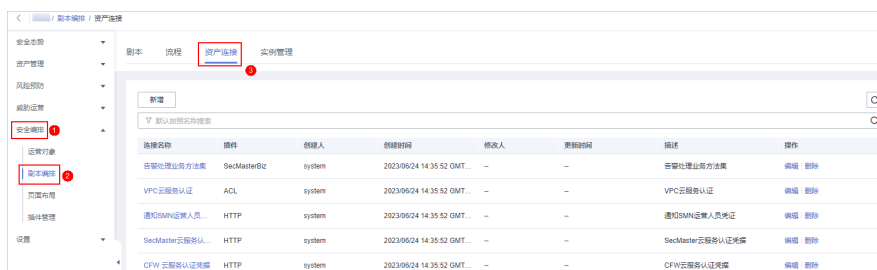 / 剧本编排 / 资产连接
安全态势
资产管理
风险预防
威胁运营
安全编排 1
运营对象
剧本编排 2
页面布局
插件管理
设置
剧本 流程 资产连接 实例管理
3
新增
默认按照名称搜索
连接名称 插件 创建人 创建时间 修改人 更新时间 描述 操作
告警处理业务方法集 SecMasterBiz system 2023/06/24 14:35:52 GMT... -- -- 告警处理业务方法集 编辑 删除
VPC云服务认证 ACL system 2023/06/24 14:35:52 GMT... -- -- VPC云服务认证 编辑 删除
通知SMN运营人员... HTTP system 2023/06/24 14:35:52 GMT... -- -- 通知SMN运营人员凭证 编辑 删除
SecMaster云服务认... HTTP system 2023/06/24 14:35:52 GMT... -- -- SecMaster云服务认证凭据 编辑 删除
CFW 云服务认证凭据 HTTP system 2023/06/24 14:35:52 GMT... -- -- CFW云服务认证凭据 编辑 删除